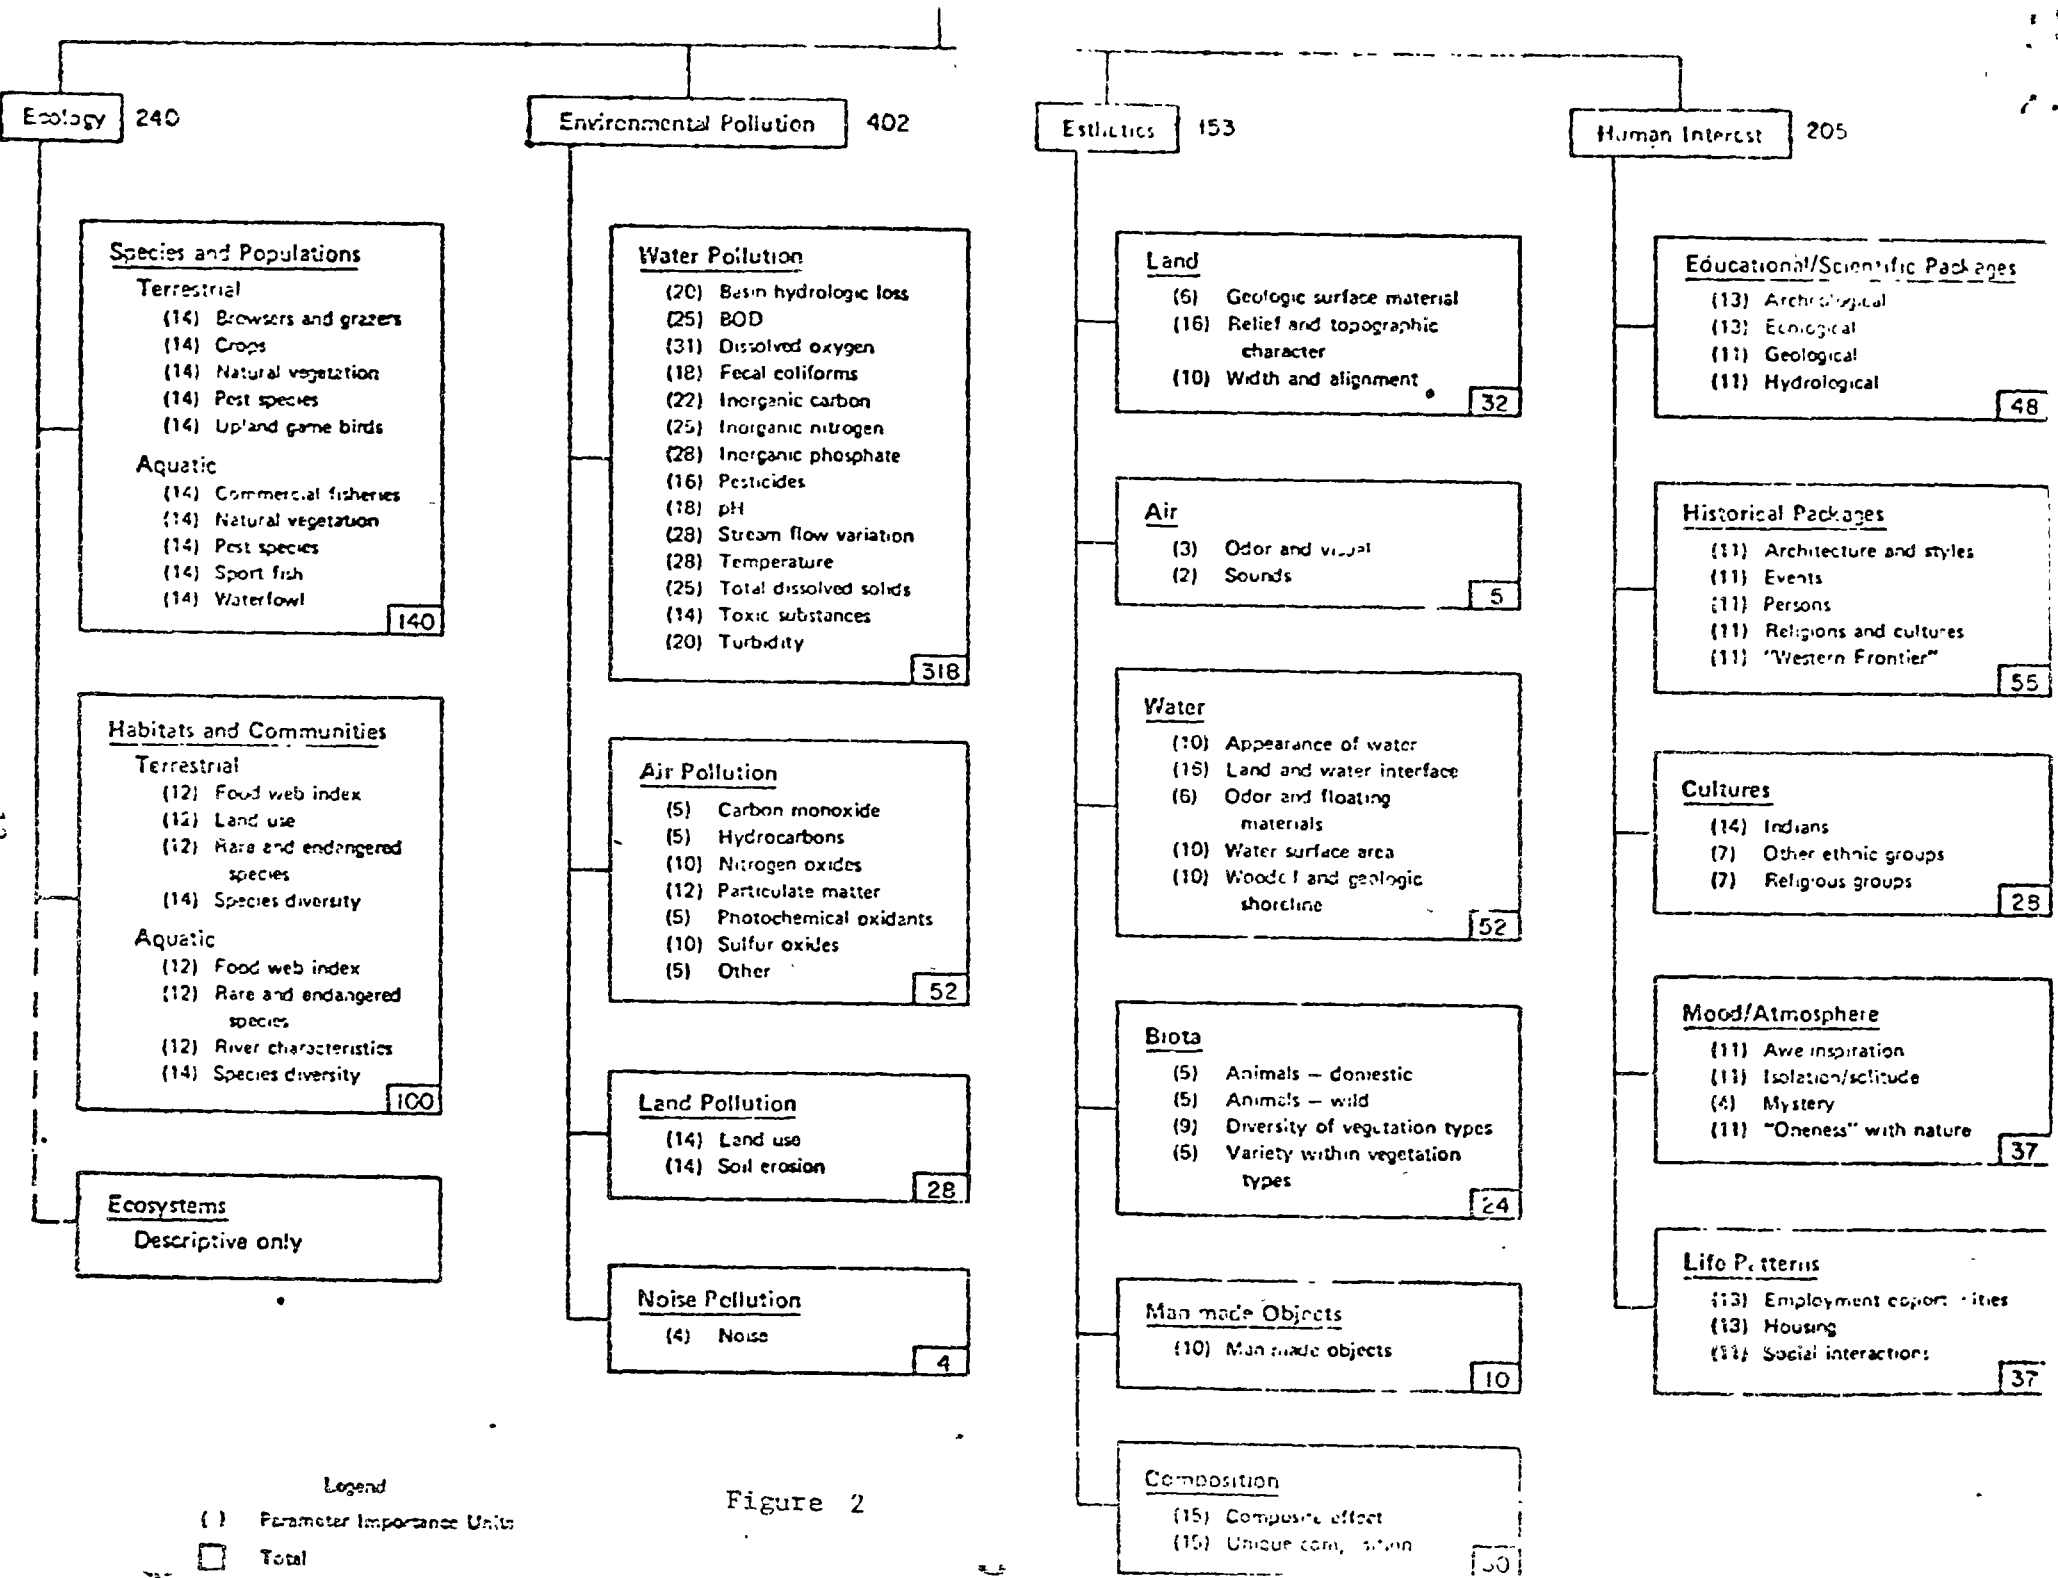 Ecology 240
Species and Populations
Terrestrial
(14) Browsers and grazers
(14) Crops
(14) Natural vegetation
(14) Pest species
(14) Upland game birds
Aquatic
(14) Commercial fisheries
(14) Natural vegetation
(14) Pest species
(14) Sport fish
(14) Waterfowl
140
Habitats and Communities
Terrestrial
(12) Food web index
(12) Land use
(12) Rare and endangered
species
(14) Species diversity
Aquatic
(12) Food web index
(12) Rare and endangered
species
(12) River characteristics
(14) Species diversity
100
Ecosystems
Descriptive only
Environmental Pollution 402
Water Pollution
(20) Basin hydrologic loss
(25) BOD
(31) Dissolved oxygen
(18) Fecal coliforms
(22) Inorganic carbon
(25) Inorganic nitrogen
(28) Inorganic phosphate
(16) Pesticides
(18) pH
(28) Stream flow variation
(28) Temperature
(25) Total dissolved solids
(14) Toxic substances
(20) Turbidity
318
Air Pollution
(5) Carbon monoxide
(5) Hydrocarbons
(10) Nitrogen oxides
(12) Particulate matter
(5) Photochemical oxidants
(10) Sulfur oxides
(5) Other
52
Land Pollution
(14) Land use
(14) Soil erosion
28
Noise Pollution
(4) Noise
4
Esthetics 153
Land
(6) Geologic surface material
(16) Relief and topographic
character
(10) Width and alignment
32
Air
(3) Odor and visual
(2) Sounds
5
Water
(10) Appearance of water
(16) Land and water interface
(6) Odor and floating
materials
(10) Water surface area
(10) Wooded and geologic
shoreline
52
Biota
(5) Animals – domestic
(5) Animals – wild
(9) Diversity of vegetation types
(5) Variety within vegetation
types
24
Man made Objects
(10) Man made objects
10
Composition
(15) Composite effect
(15) Unique composition
30
Human Interest 205
Educational/Scientific Packages
(13) Archeological
(13) Ecological
(11) Geological
(11) Hydrological
48
Historical Packages
(11) Architecture and styles
(11) Events
(11) Persons
(11) Religions and cultures
(11) "Western Frontier"
55
Cultures
(14) Indians
(7) Other ethnic groups
(7) Religious groups
28
Mood/Atmosphere
(11) Awe inspiration
(11) Isolation/solitude
(4) Mystery
(11) "Oneness" with nature
37
Life Patterns
(13) Employment opportunities
(13) Housing
(11) Social interactions
37
Legend
( ) Parameter Importance Units
Total
Figure 2